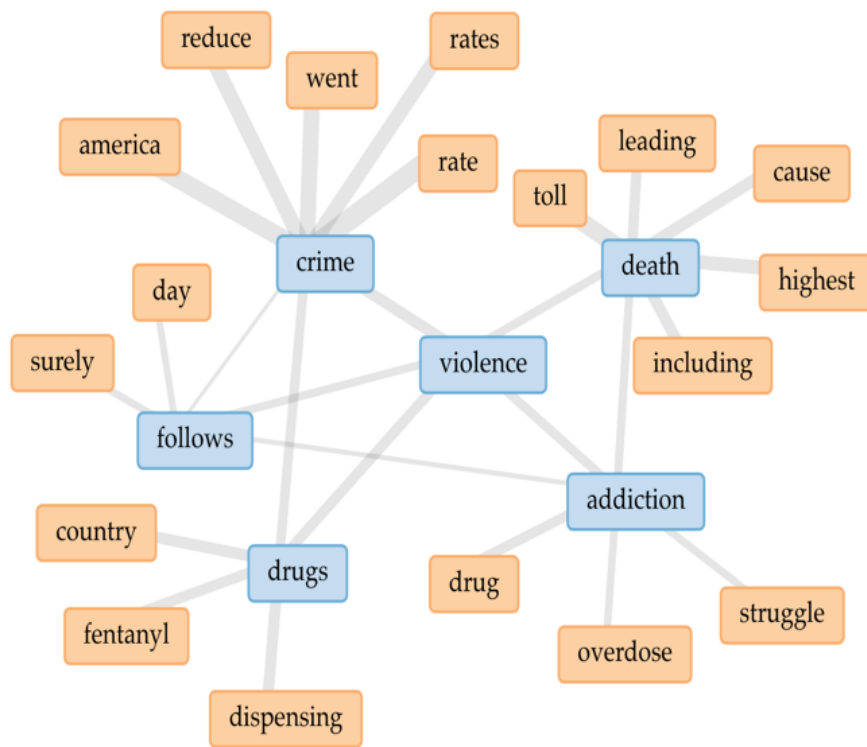 reduce
rates
went
america
rate
leading
cause
toll
crime
death
day
highest
violence
surely
including
follows
addiction
country
drugs
drug
fentanyl
struggle
overdose
dispensing